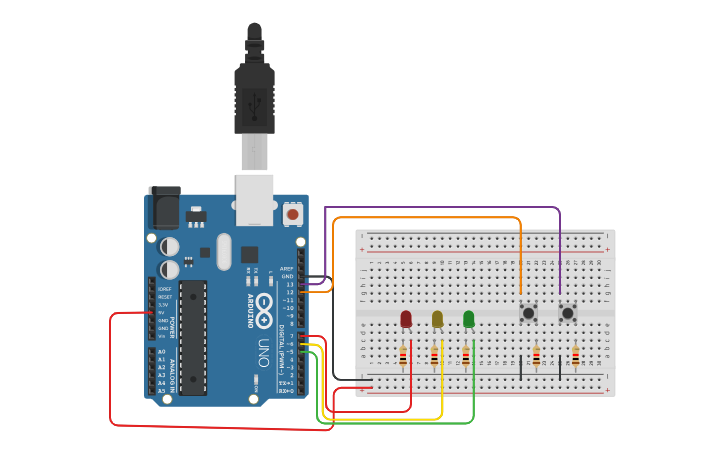 AREF
GND
13
12
~11
~10
~9
8
7
~6
~5
4
~3
2
TX→1
RX←0
DIGITAL (PWM~)
IOREF
RESET
3.3V
5V
GND
GND
Vin
POWER
A0
A1
A2
A3
A4
A5
ANALOG IN
ARDUINO
UNO
TX
RX
L
ON